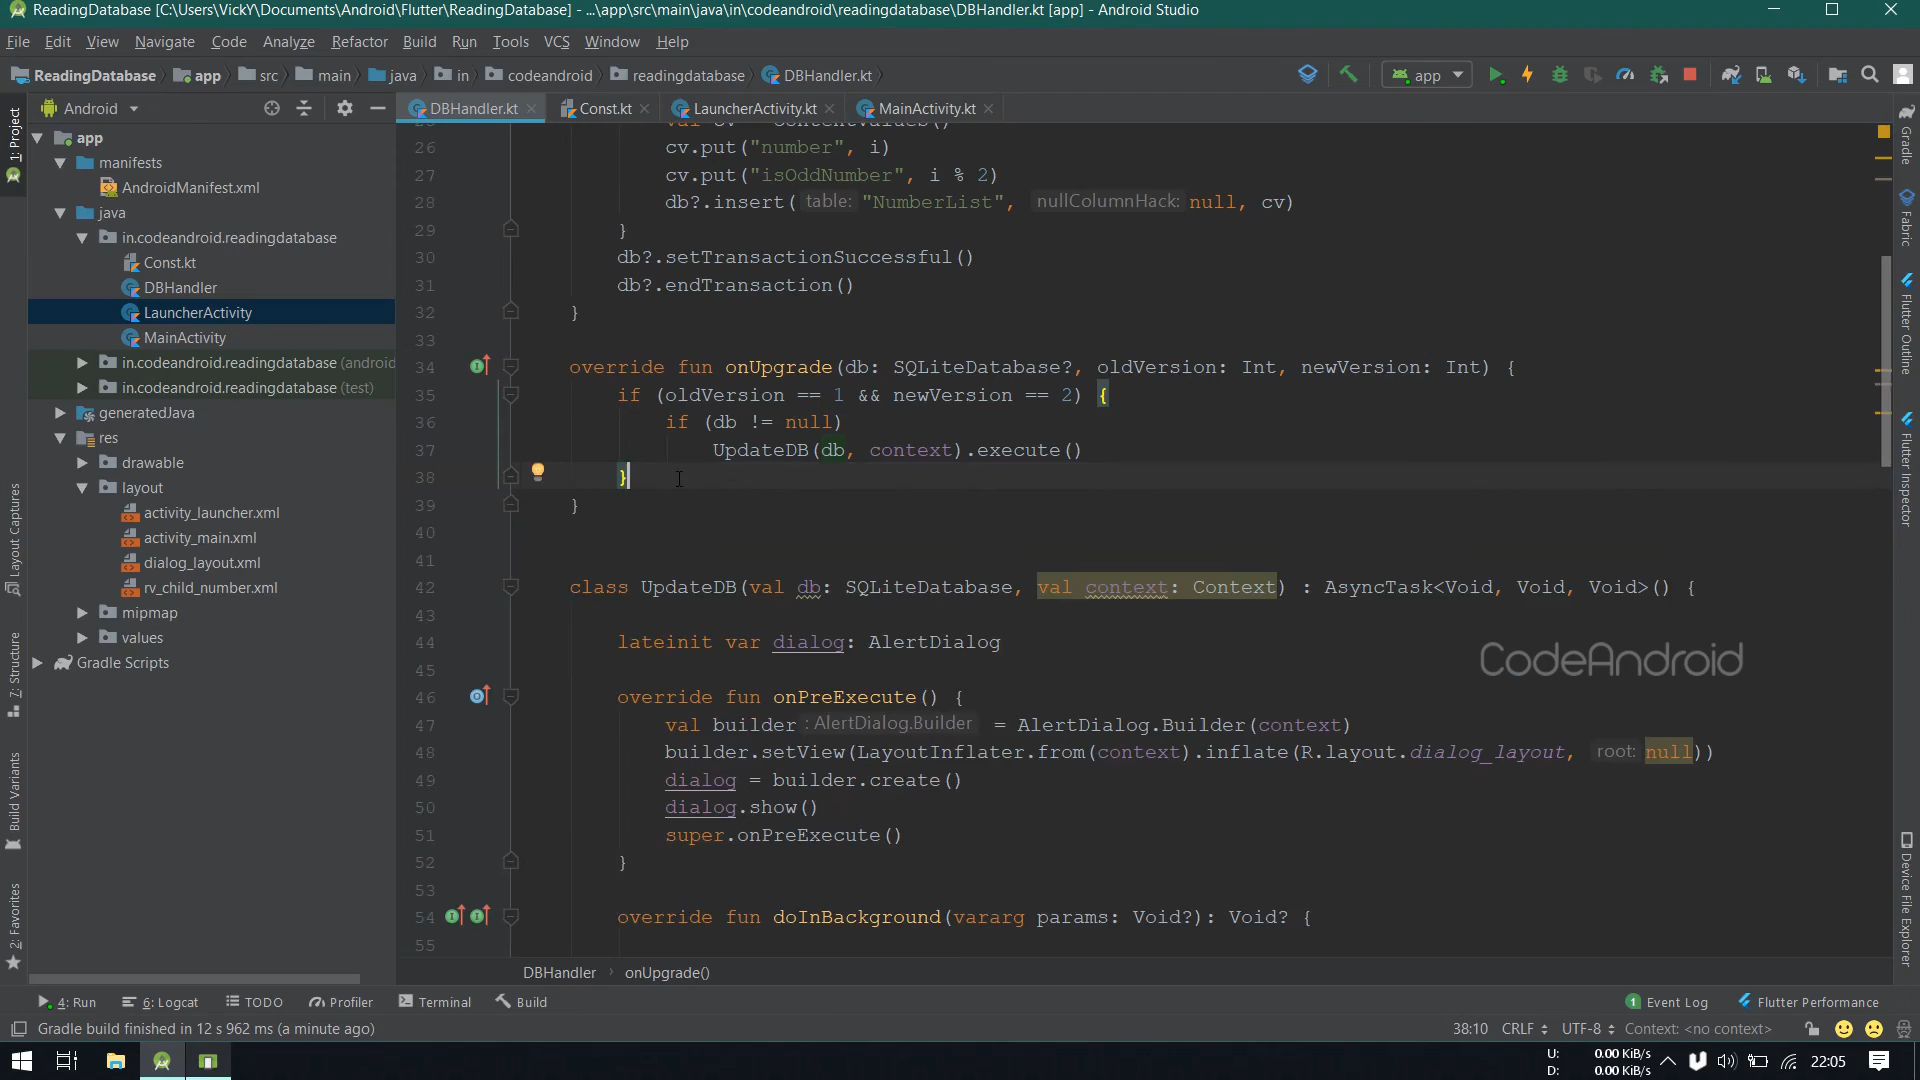 ReadingDatabase [C:\Users\VickY\Documents\Android\Flutter\ReadingDatabase] - ...\app\src\main\java\in\codeandroid\readingdatabase\DBHandler.kt [app] - Android Studio
File Edit View Navigate Code Analyze Refactor Build Run Tools VCS Window Help
ReadingDatabase app src main java in codeandroid readingdatabase DBHandler.kt app
Android DBHandler.kt Const.kt LauncherActivity.kt MainActivity.kt
1: Project
app
manifests
AndroidManifest.xml
java
in.codeandroid.readingdatabase
Const.kt
DBHandler
LauncherActivity
MainActivity
in.codeandroid.readingdatabase (android
in.codeandroid.readingdatabase (test)
generatedJava
res
drawable
layout
activity_launcher.xml
activity_main.xml
dialog_layout.xml
rv_child_number.xml
mipmap
values
Gradle Scripts
Layout Captures
7: Structure
Build Variants
2: Favorites
26 cv.put("number", i)
27 cv.put("isOddNumber", i % 2)
28 db?.insert( table: "NumberList", nullColumnHack: null, cv)
29 }
30 db?.setTransactionSuccessful()
31 db?.endTransaction()
32 }
33
34 override fun onUpgrade(db: SQLiteDatabase?, oldVersion: Int, newVersion: Int) {
35 if (oldVersion == 1 && newVersion == 2) {
36 if (db != null)
37 UpdateDB(db, context).execute()
38 }
39 }
40
41
42 class UpdateDB(val db: SQLiteDatabase, val context: Context) : AsyncTask<Void, Void, Void>() {
43
44 lateinit var dialog: AlertDialog
45
46 override fun onPreExecute() {
47 val builder : AlertDialog.Builder = AlertDialog.Builder(context)
48 builder.setView(LayoutInflater.from(context).inflate(R.layout.dialog_layout, root: null))
49 dialog = builder.create()
50 dialog.show()
51 super.onPreExecute()
52 }
53
54 override fun doInBackground(vararg params: Void?): Void? {
55
CodeAndroid
Gradle
Fabric
Flutter Outline
Flutter Inspector
Device File Explorer
DBHandler › onUpgrade()
4: Run 6: Logcat TODO Profiler Terminal Build 1 Event Log Flutter Performance
Gradle build finished in 12 s 962 ms (a minute ago) 38:10 CRLF UTF-8 Context: <no context>
U: 0.00 KiB/s
D: 0.00 KiB/s
22:05